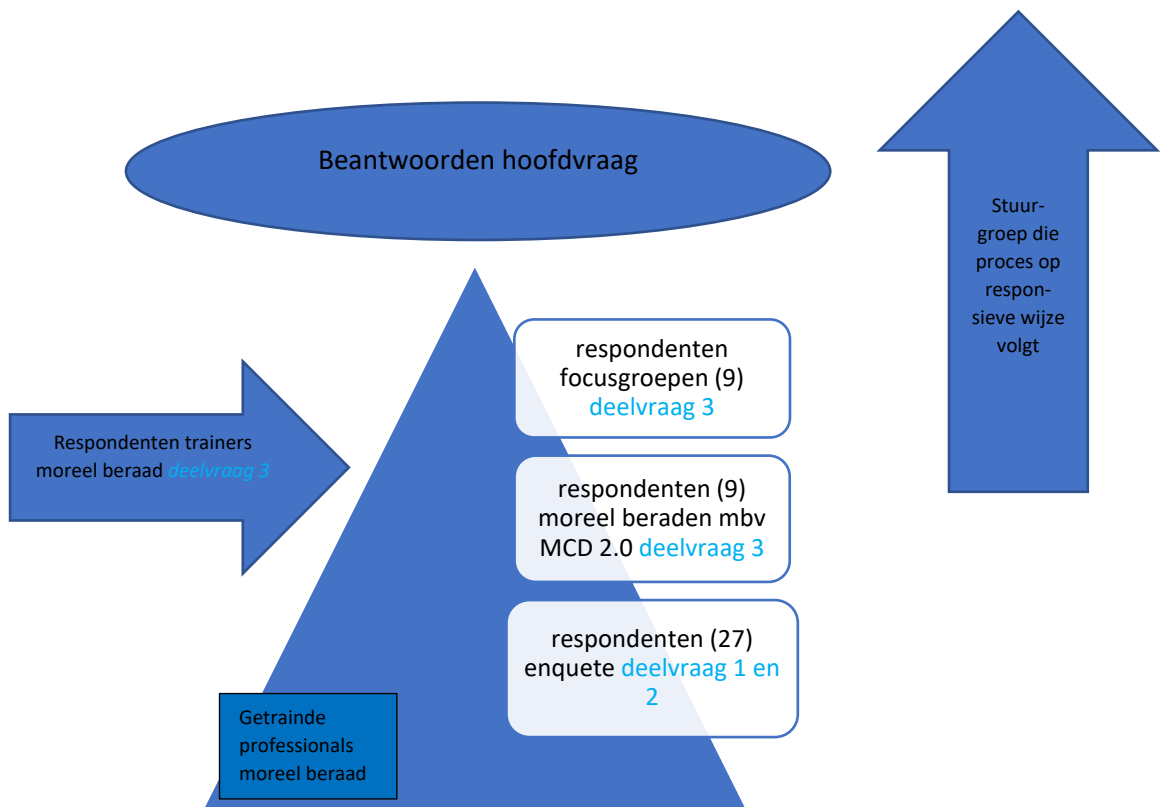 Beantwoorden hoofdvraag
Stuur-
groep die
proces op
respon-
sieve wijze
volgt
respondenten
focusgroepen (9)
deelvraag 3
Respondenten trainers
moreel beraad deelvraag 3
respondenten (9)
moreel beraden mbv
MCD 2.0 deelvraag 3
respondenten (27)
enquete deelvraag 1 en
2
Getrainde
professionals
moreel beraad